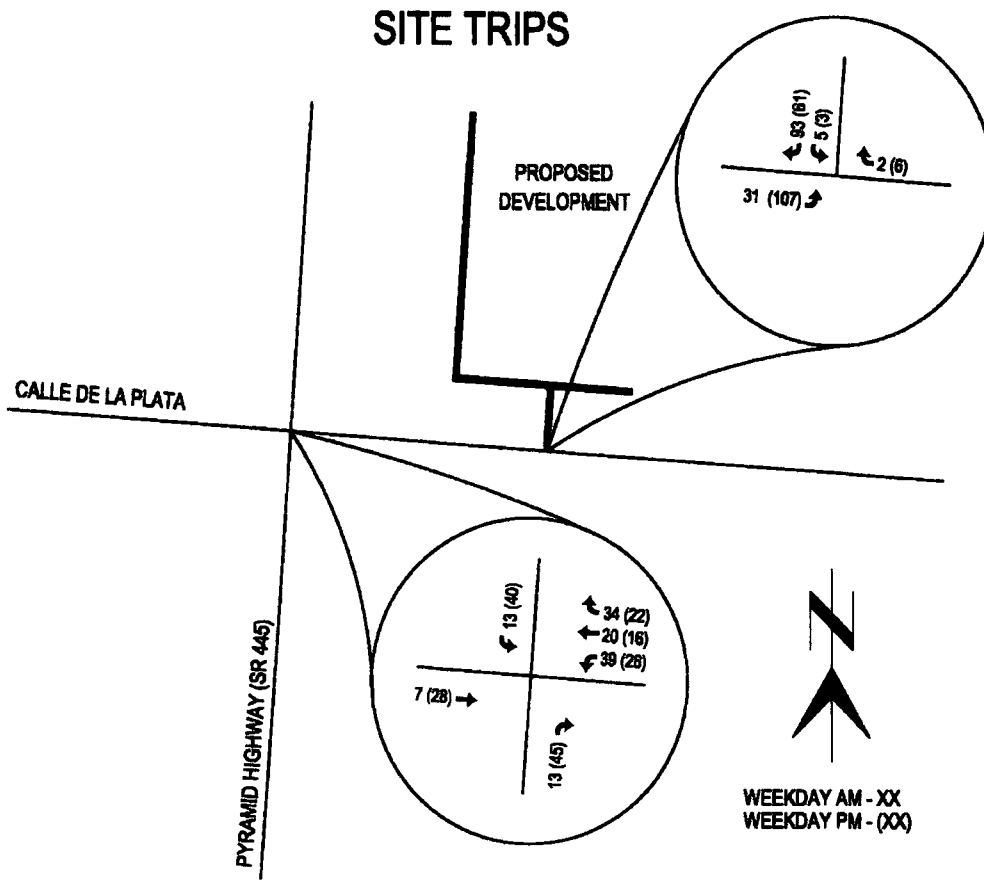 SITE TRIPS
93 (61)
5 (3)
2 (6)
31 (107)
PROPOSED
DEVELOPMENT
CALLE DE LA PLATA
PYRAMID HIGHWAY (SR 445)
13 (40)
34 (22)
20 (16)
39 (26)
7 (28)
13 (45)
N
WEEKDAY AM - XX
WEEKDAY PM - (XX)